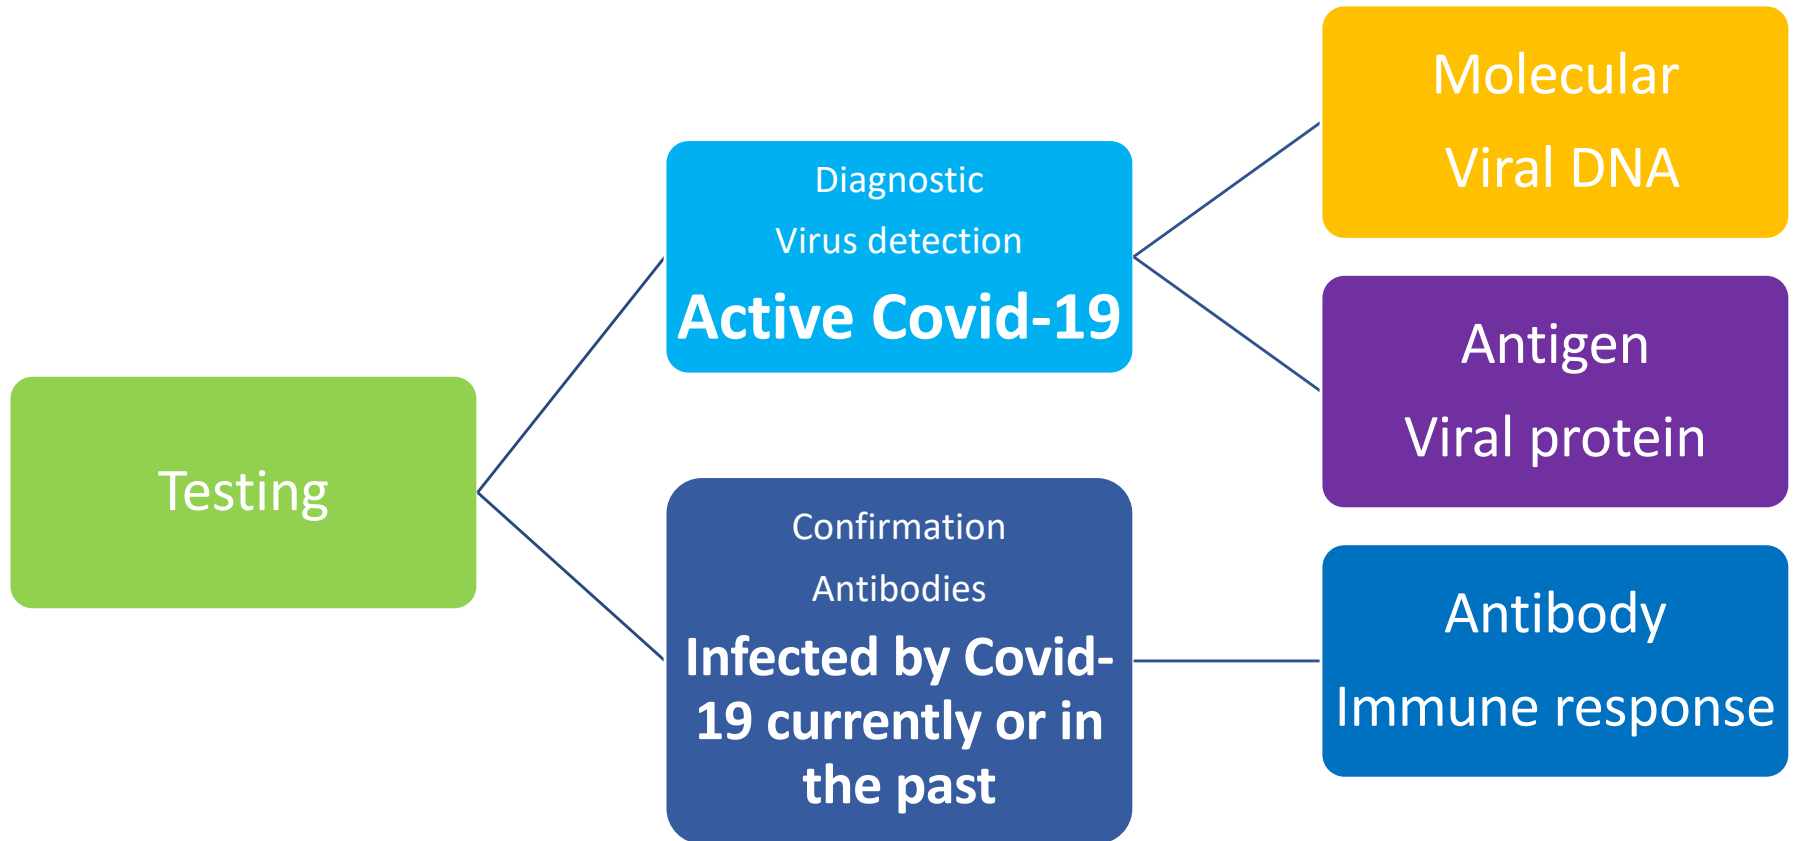 Testing
Diagnostic
Virus detection
Active Covid-19
Confirmation
Antibodies
Infected by Covid-
19 currently or in
the past
Molecular
Viral DNA
Antigen
Viral protein
Antibody
Immune response